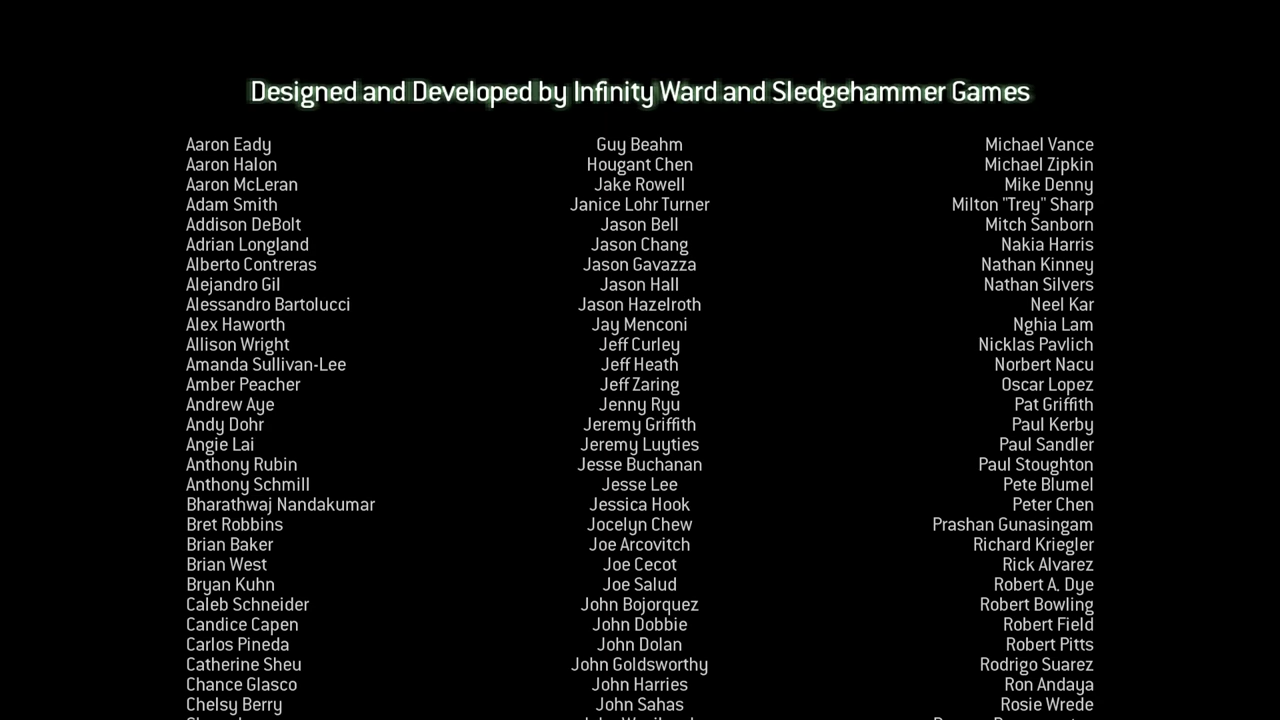 Designed and Developed by Infinity Ward and Sledgehammer Games
Aaron Eady
Aaron Halon
Aaron McLeran
Adam Smith
Addison DeBolt
Adrian Longland
Alberto Contreras
Alejandro Gil
Alessandro Bartolucci
Alex Haworth
Allison Wright
Amanda Sullivan-Lee
Amber Peacher
Andrew Aye
Andy Dohr
Angie Lai
Anthony Rubin
Anthony Schmill
Bharathwaj Nandakumar
Bret Robbins
Brian Baker
Brian West
Bryan Kuhn
Caleb Schneider
Candice Capen
Carlos Pineda
Catherine Sheu
Chance Glasco
Chelsy Berry
Guy Beahm
Hougant Chen
Jake Rowell
Janice Lohr Turner
Jason Bell
Jason Chang
Jason Gavazza
Jason Hall
Jason Hazelroth
Jay Menconi
Jeff Curley
Jeff Heath
Jeff Zaring
Jenny Ryu
Jeremy Griffith
Jeremy Luyties
Jesse Buchanan
Jesse Lee
Jessica Hook
Jocelyn Chew
Joe Arcovitch
Joe Cecot
Joe Salud
John Bojorquez
John Dobbie
John Dolan
John Goldsworthy
John Harries
John Sahas
Michael Vance
Michael Zipkin
Mike Denny
Milton "Trey" Sharp
Mitch Sanborn
Nakia Harris
Nathan Kinney
Nathan Silvers
Neel Kar
Nghia Lam
Nicklas Pavlich
Norbert Nacu
Oscar Lopez
Pat Griffith
Paul Kerby
Paul Sandler
Paul Stoughton
Pete Blumel
Peter Chen
Prashan Gunasingam
Richard Kriegler
Rick Alvarez
Robert A. Dye
Robert Bowling
Robert Field
Robert Pitts
Rodrigo Suarez
Ron Andaya
Rosie Wrede